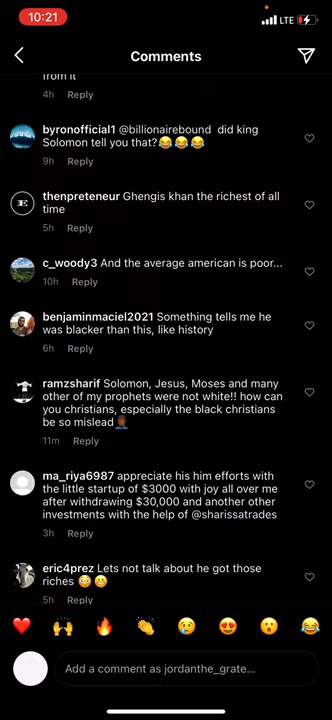 10:21
LTE
Comments
from it
4h Reply
byronofficial1 @billionairebound did king
Solomon tell you that?😂😂😂
9h Reply
thenpreteneur Ghengis khan the richest of all
time
5h Reply
E
c_woody3 And the average american is poor...
10h Reply
benjaminmaciel2021 Something tells me he
was blacker than this, like history
6h Reply
ramzsharif Solomon, Jesus, Moses and many
other of my prophets were not white!! how can
you christians, especially the black christians
be so mislead
11m Reply
ma_riya6987 appreciate his him efforts with
the little startup of $3000 with joy all over me
after withdrawing $30,000 and another other
investments with the help of @sharissatrades
3h Reply
eric4prez Lets not talk about he got those
riches 😳😬
5h Reply
❤️ 🙌 🔥 👏 😢 😍 😮 😂
Add a comment as jordanthe_grate...